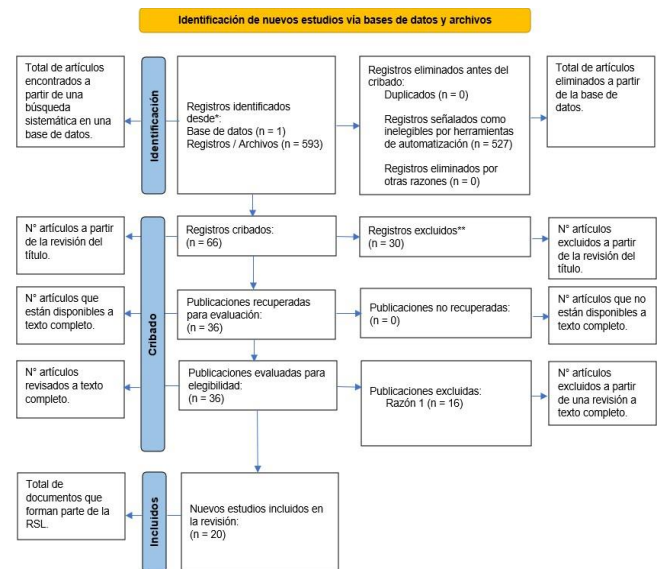 Identificación de nuevos estudios vía bases de datos y archivos
Total de artículos
encontrados a
partir de una
búsqueda
sistemática en una
base de datos.
Identificación
Registros identificados
desde*:
Base de datos (n = 1)
Registros / Archivos (n = 593)
Registros eliminados antes del
cribado:
Duplicados (n = 0)
Registros señalados como
inelegibles por herramientas
de automatización (n = 527)
Registros eliminados por
otras razones (n = 0)
Total de artículos
eliminados a partir
de la base de
datos.
N° artículos a partir
de la revisión del
título.
Cribado
Registros cribados:
(n = 66)
Registros excluidos**
(n = 30)
N° artículos
excluidos a partir
de la revisión del
título.
N° artículos que
están disponibles a
texto completo.
Publicaciones recuperadas
para evaluación:
(n = 36)
Publicaciones no recuperadas:
(n = 0)
N° artículos que no
están disponibles a
texto completo.
N° artículos
revisados a texto
completo.
Publicaciones evaluadas para
elegibilidad:
(n = 36)
Publicaciones excluidas:
Razón 1 (n = 16)
N° artículos
excluidos a partir
de una revisión a
texto completo.
Total de
documentos que
forman parte de la
RSL.
Incluidos
Nuevos estudios incluidos en
la revisión:
(n = 20)